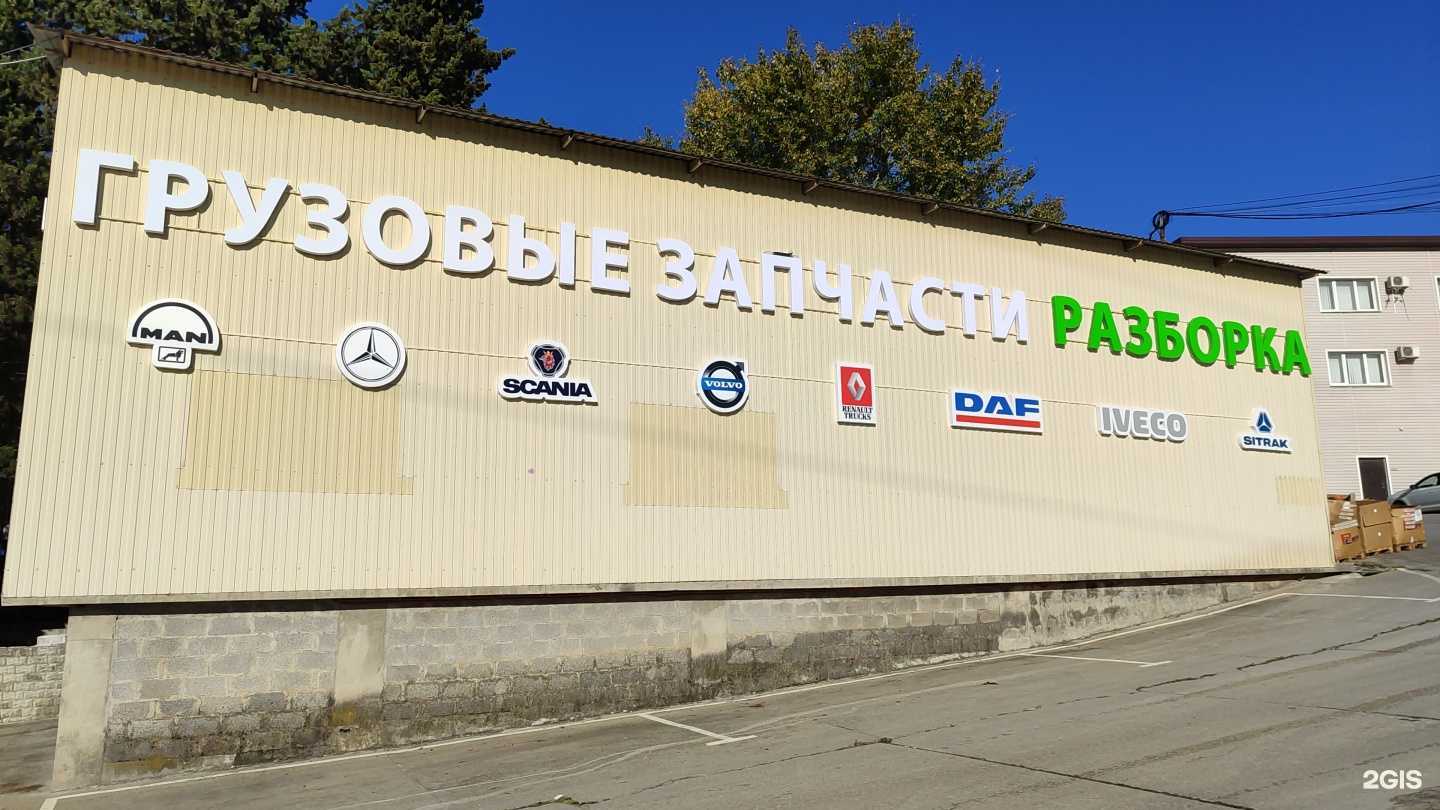 ГРУЗОВЫЕ ЗАПЧАСТИ РАЗБОРКА
MAN
SCANIA
VOLVO
RENAULT
TRUCKS
DAF
IVECO
SITRAK
2GIS